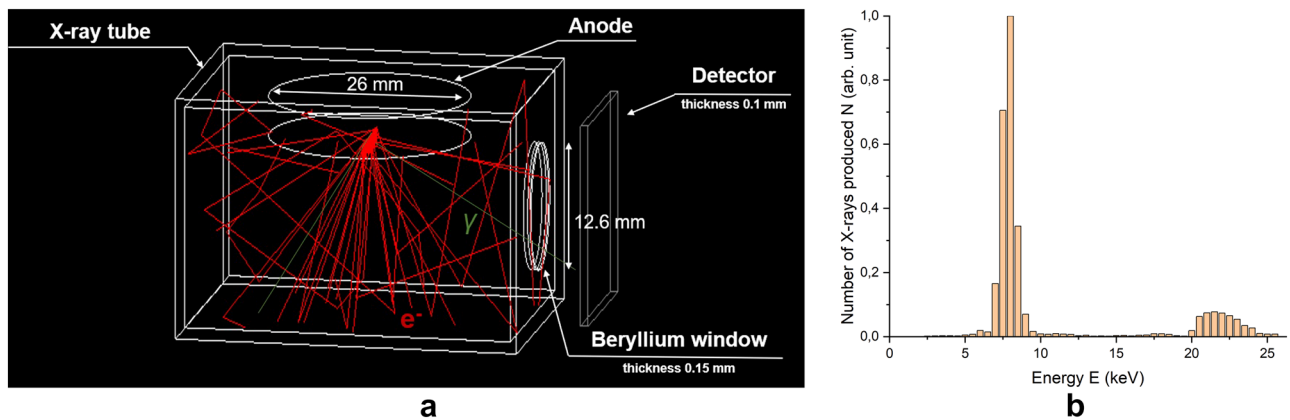 X-ray tube
Anode
26 mm
Detector
thickness 0.1 mm
γ
12.6 mm
e-
Beryllium window
thickness 0.15 mm
a
Number of X-rays produced N (arb. unit)
1,0
0,8
0,6
0,4
0,2
0,0
0
5
10
15
20
25
Energy E (keV)
b